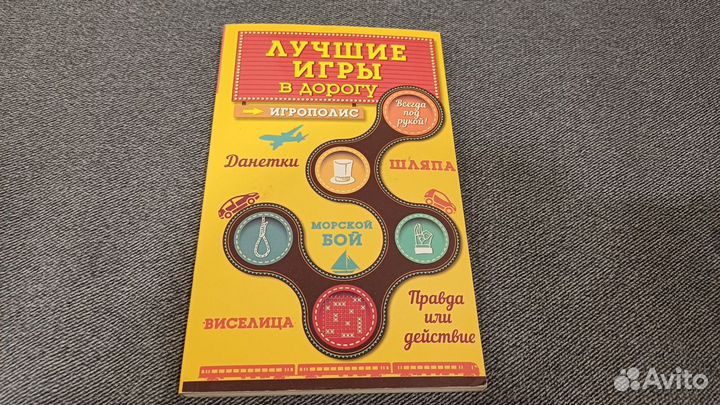 ЛУЧШИЕ
ИГРЫ
В ДОРОГУ
ИГРОПОЛИС
Всегда
под
рукой!
Данетки
ШЛЯПА
МОРСКОЙ
БОЙ
ВИСЕЛИЦА
Правда
или
действие
Avito